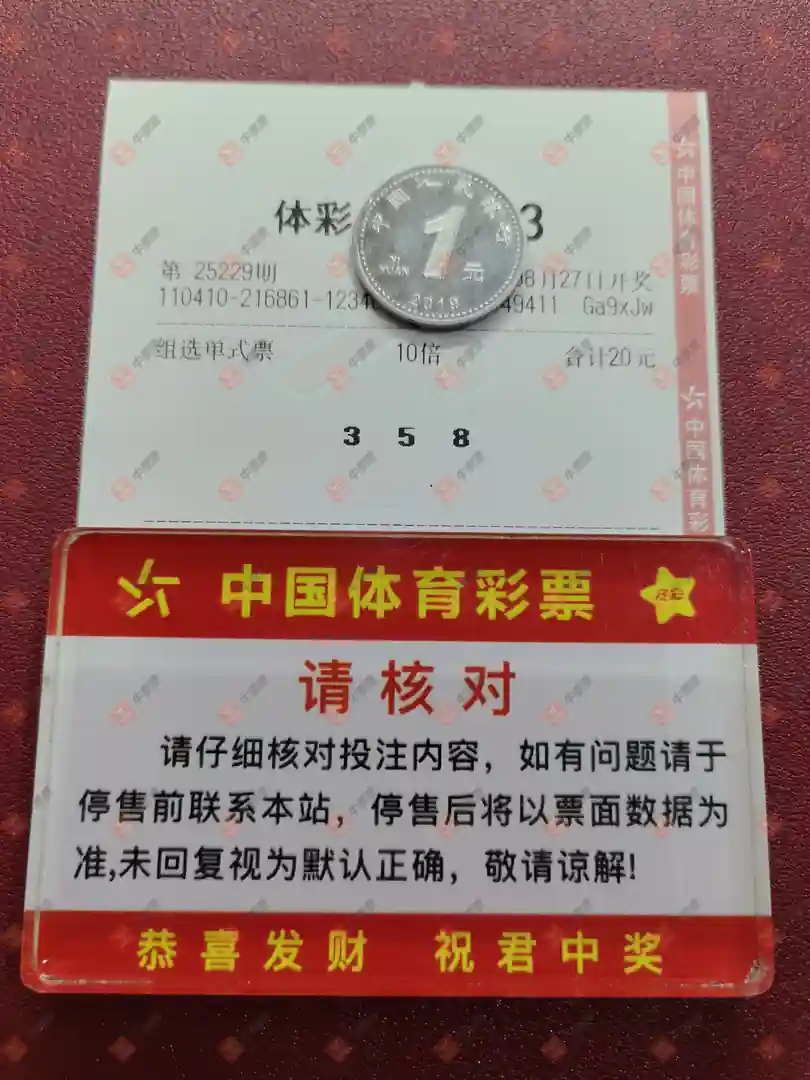 体彩 3
第 25229期 08月27日开奖
110410-216861-1234 49411 Ga9xJw
组选单式票 10倍 合计20元
3 5 8
中国人民银行
1
YI
YUAN 元
2019
中国体育彩票
中国体育彩
中国体育彩票
请核对
请仔细核对投注内容，如有问题请于
停售前联系本站，停售后将以票面数据为
准,未回复视为默认正确，敬请谅解!
恭喜发财 祝君中奖